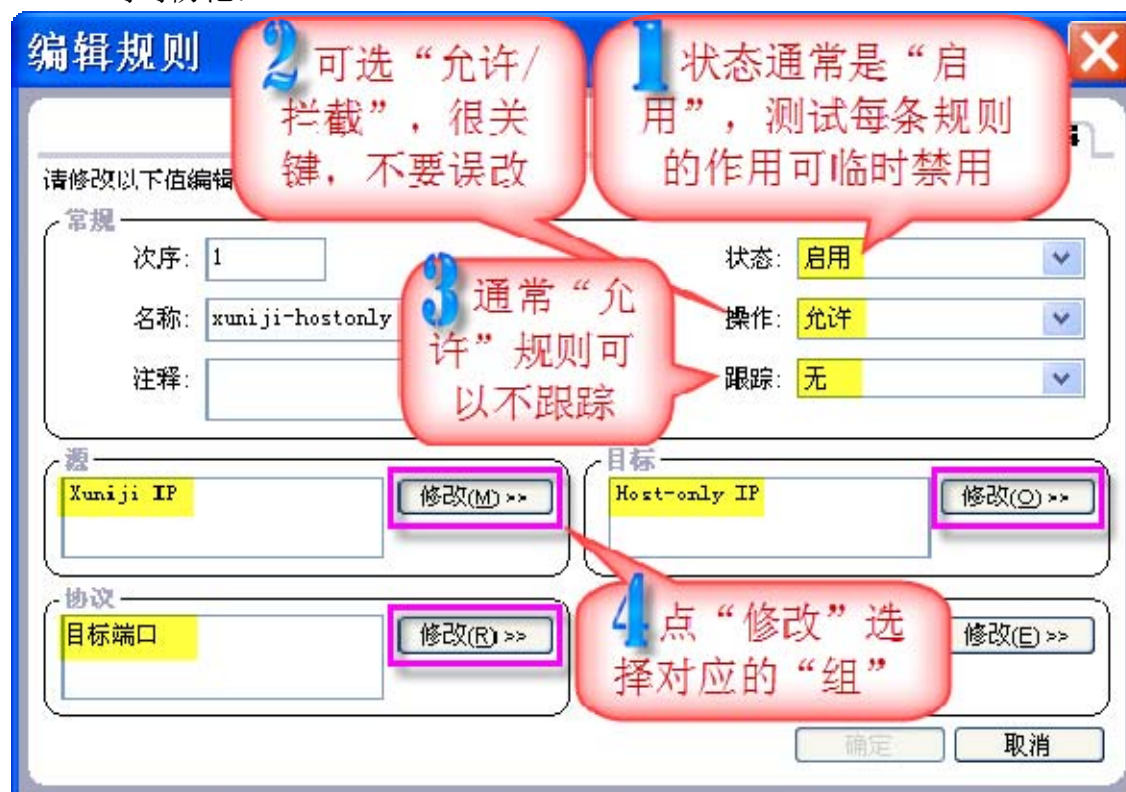 编辑规则
2 可选“允许/
拦截”，很关
键，不要误改
1 状态通常是“启
用”，测试每条规则
的作用可临时禁用
请修改以下值编辑
常规
次序: 1
状态: 启用
名称: xuniji-hostonly
操作: 允许
3 通常“允
许”规则可
以不跟踪
注释:
跟踪: 无
源
Xuniji IP
修改(M) >>
目标
Host-only IP
修改(O) >>
协议
目标端口
修改(R) >>
4 点“修改”选
择对应的“组”
修改(E) >>
确定
取消